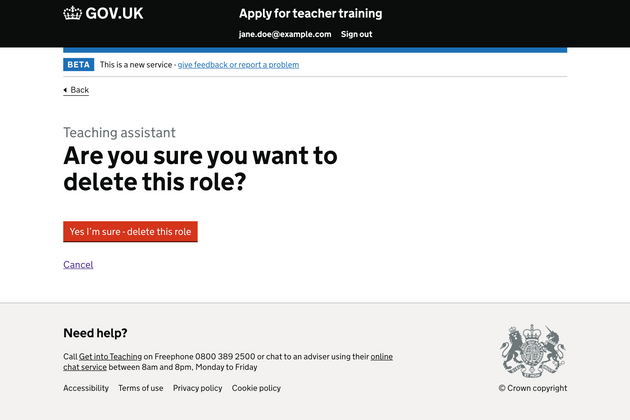 GOV.UK
Apply for teacher training
jane.doe@example.com Sign out
BETA This is a new service - give feedback or report a problem
Back
Teaching assistant
Are you sure you want to
delete this role?
Yes I'm sure - delete this role
Cancel
Need help?
Call Get into Teaching on Freephone 0800 389 2500 or chat to an adviser using their online
chat service between 8am and 8pm, Monday to Friday
Accessibility Terms of use Privacy policy Cookie policy
© Crown copyright